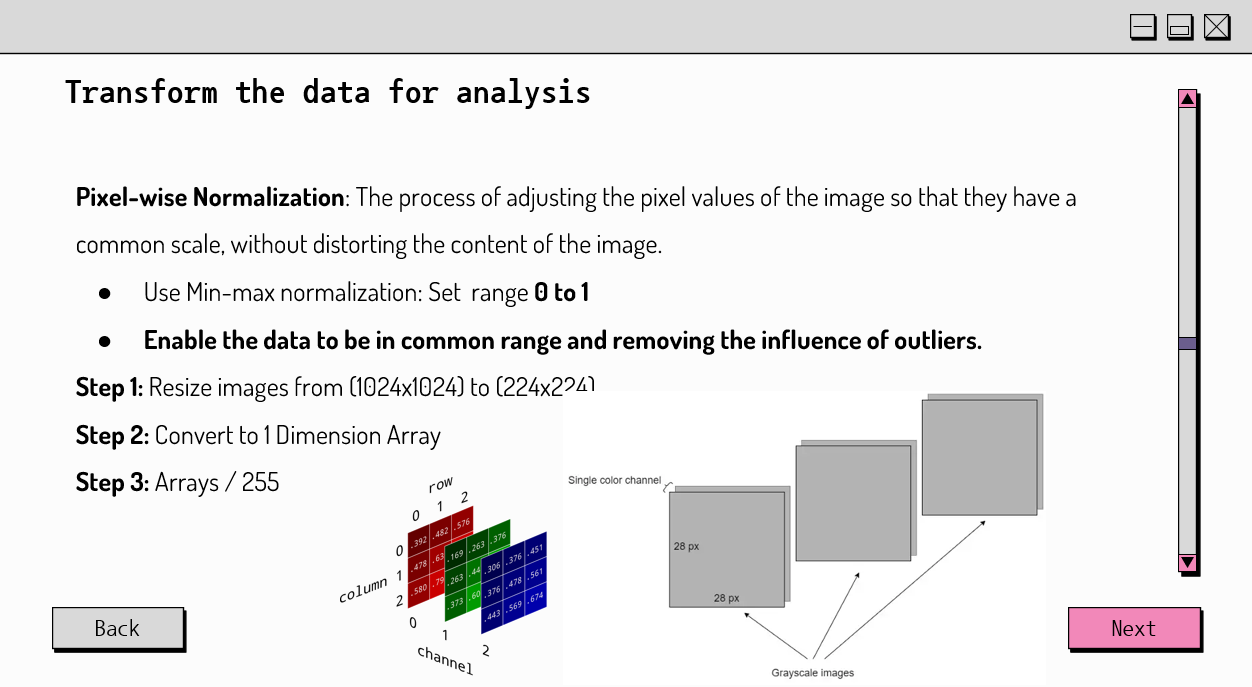 Transform the data for analysis
Pixel-wise Normalization: The process of adjusting the pixel values of the image so that they have a
common scale, without distorting the content of the image.
● Use Min-max normalization: Set range 0 to 1
● Enable the data to be in common range and removing the influence of outliers.
Step 1: Resize images from (1024x1024) to (224x224)
Step 2: Convert to 1 Dimension Array
Step 3: Arrays / 255
row
0 1 2
column
0
1
2
.392 .482 .576
.478 .63
.580 .79
.169 .263 .376
.263 .44
.373 .60
.306 .376 .451
.376 .478 .561
.443 .569 .674
0
1
2
channel
Single color channel
28 px
28 px
Grayscale images
Back
Next